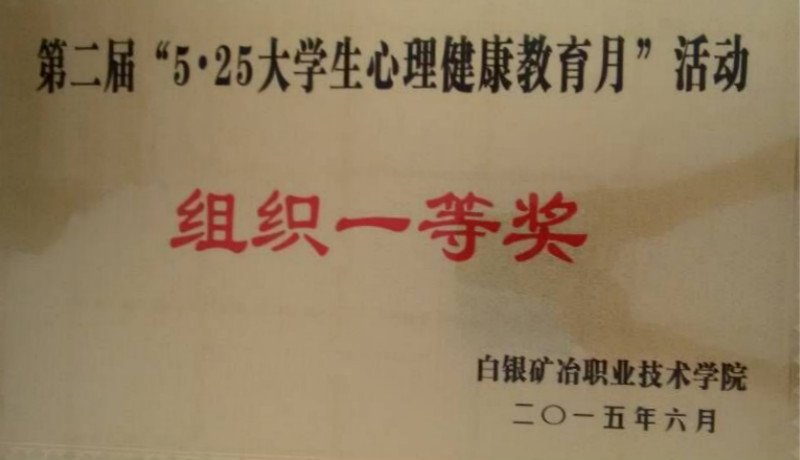 第二届“5·25大学生心理健康教育月”活动
组织一等奖
白银矿冶职业技术学院
二〇一五年六月